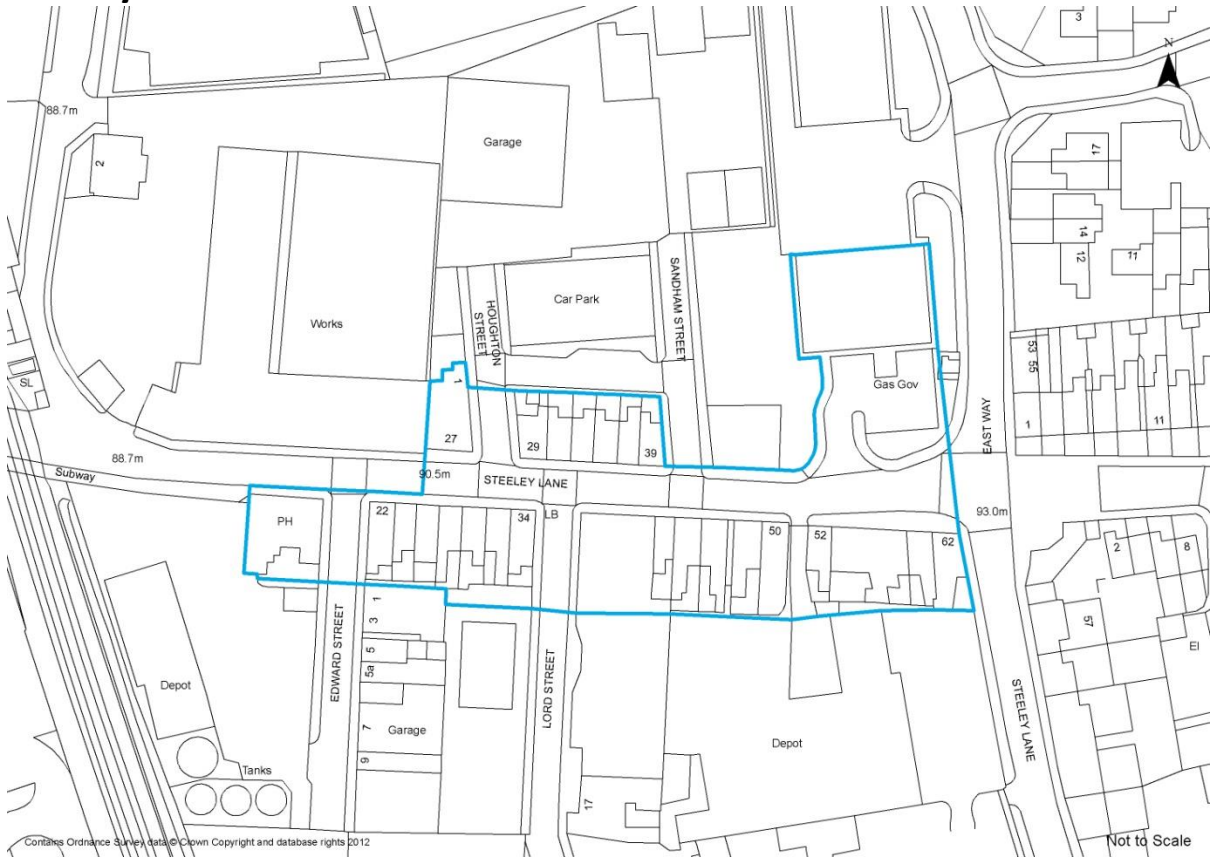 3
N
88.7m
2
Garage
17
14
12
11
SANDHAM STREET
Car Park
HOUGHTON
STREET
Works
53
55
1
Gas Gov
SL
1
11
EAST WAY
27
29
39
88.7m
90.5m
STEELEY LANE
Subway
PH
22
34
LB
50
52
62
93.0m
2
8
57
EDWARD STREET
1
3
5
5a
7
9
Garage
LORD STREET
El
Depot
STEELEY LANE
Depot
Tanks
17
Contains Ordnance Survey data © Crown Copyright and database rights 2012
Not to Scale